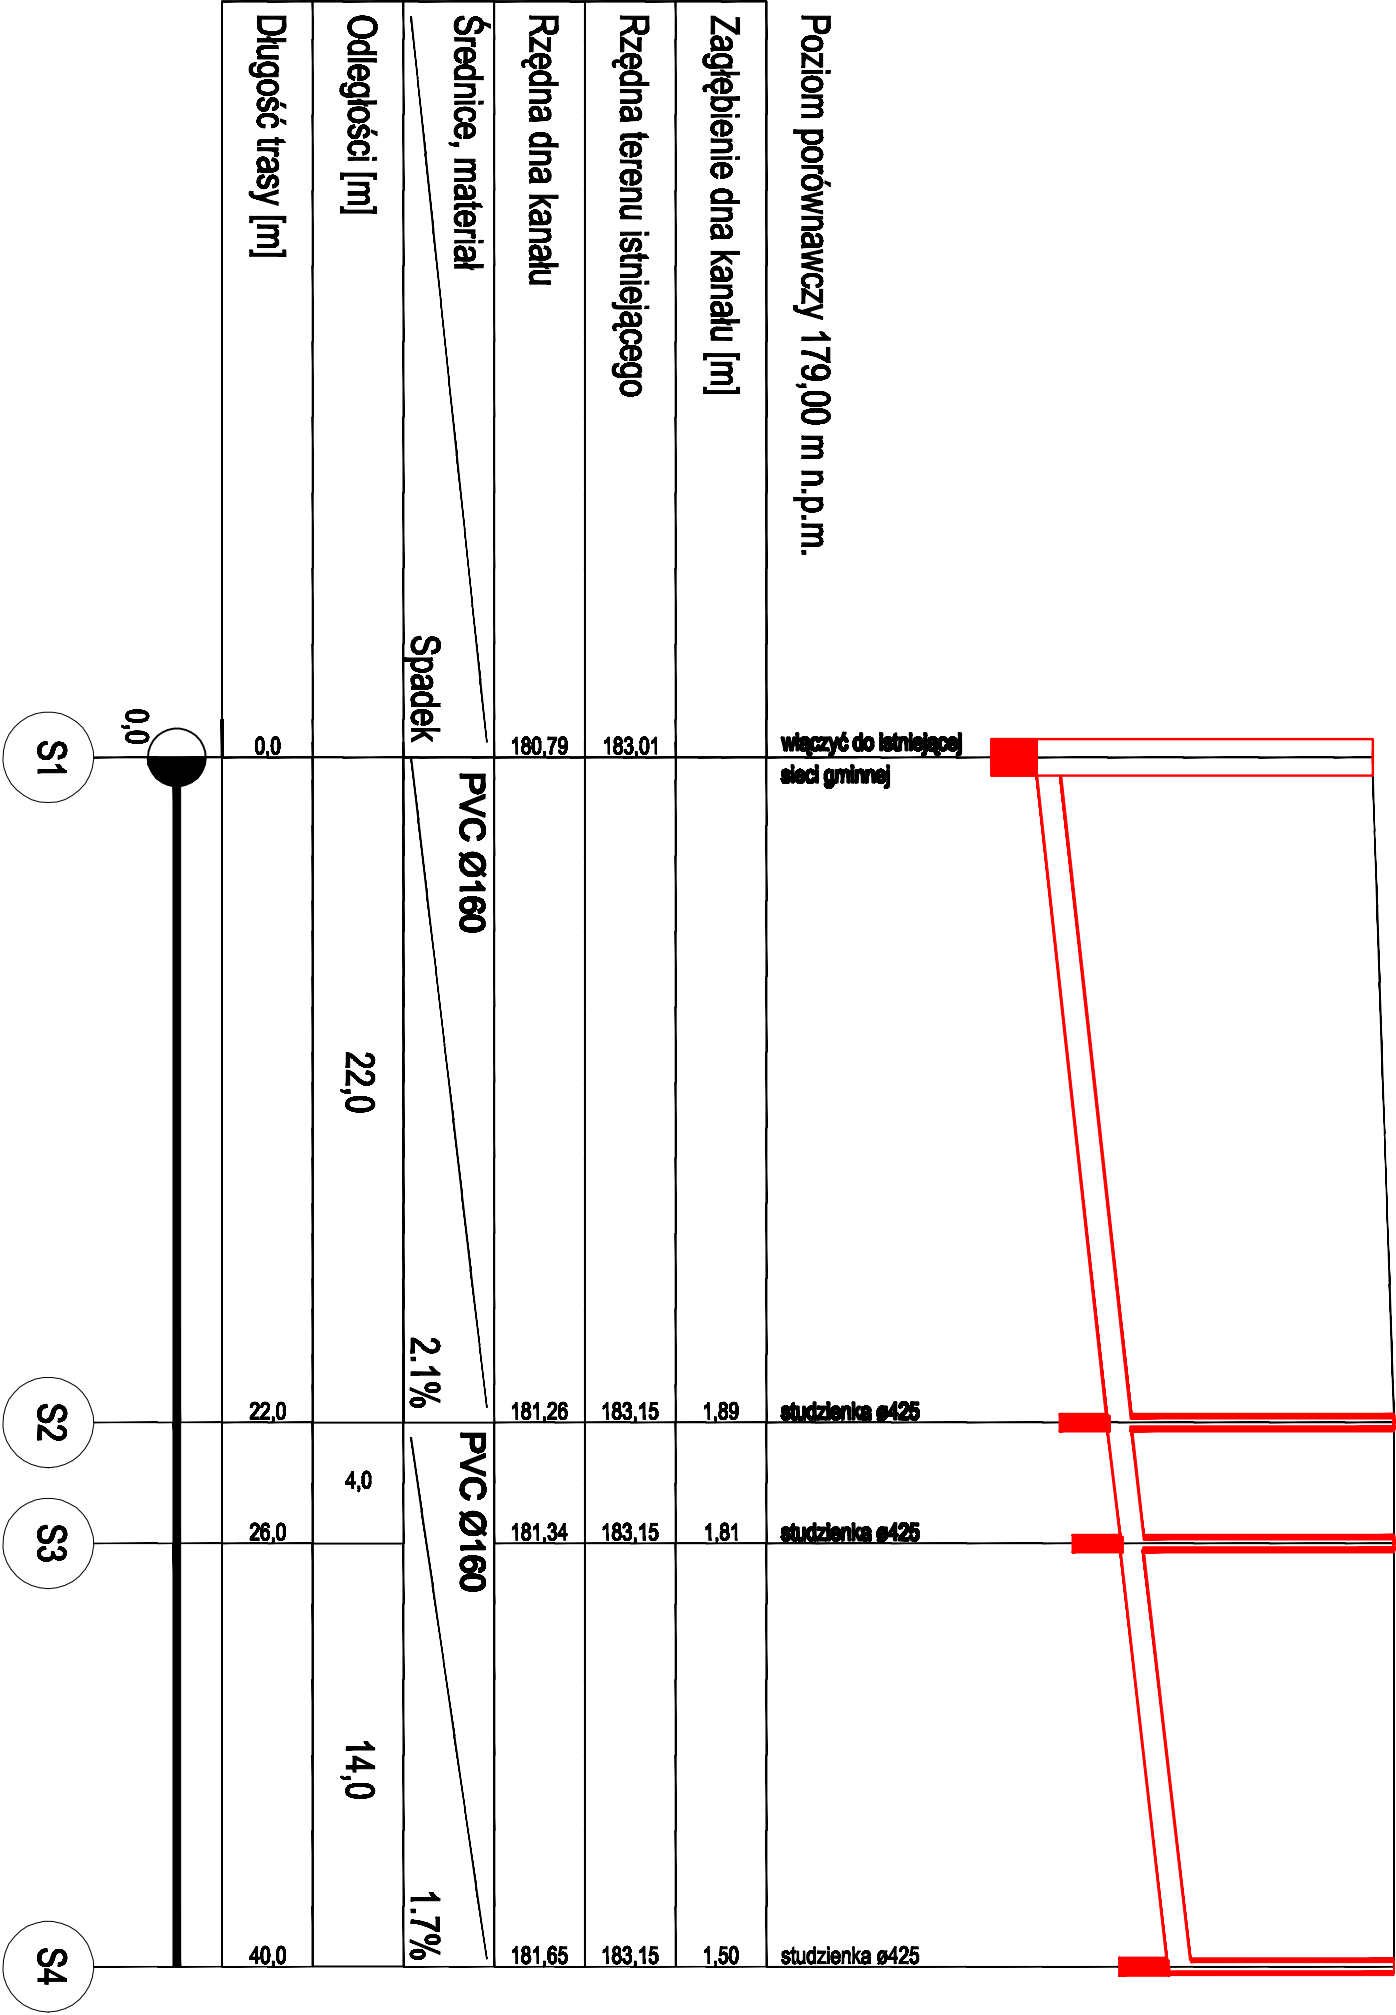 Poziom porównawczy 179,00 m n.p.m.
włączyć do istniejącej
sieci gminnej
studzienka ø425
studzienka ø425
studzienka ø425
Zagłębienie dna kanału [m]
1,89
1,81
1,50
Rzędna terenu istniejącego
183,01
183,15
183,15
183,15
Rzędna dna kanału
180,79
181,26
181,34
181,65
Średnice, materiał
PVC Ø160
PVC Ø160
Spadek
2.1%
1.7%
Odległości [m]
22,0
4,0
14,0
Długość trasy [m]
0,0
22,0
26,0
40,0
0,0
S1
S2
S3
S4